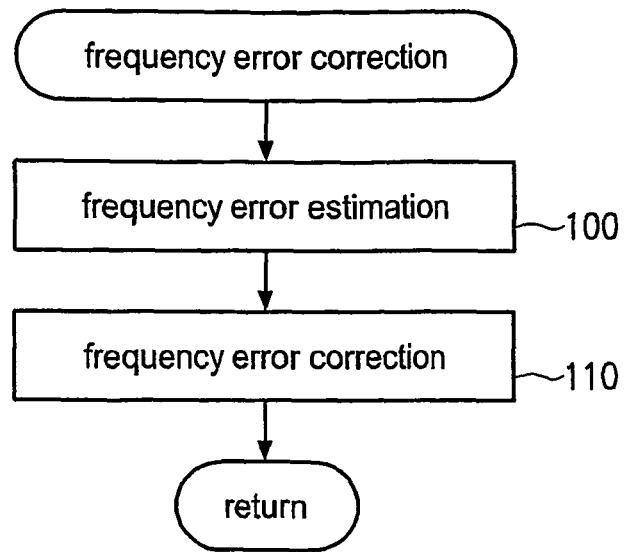 frequency error correction
frequency error estimation
100
frequency error correction
110
return